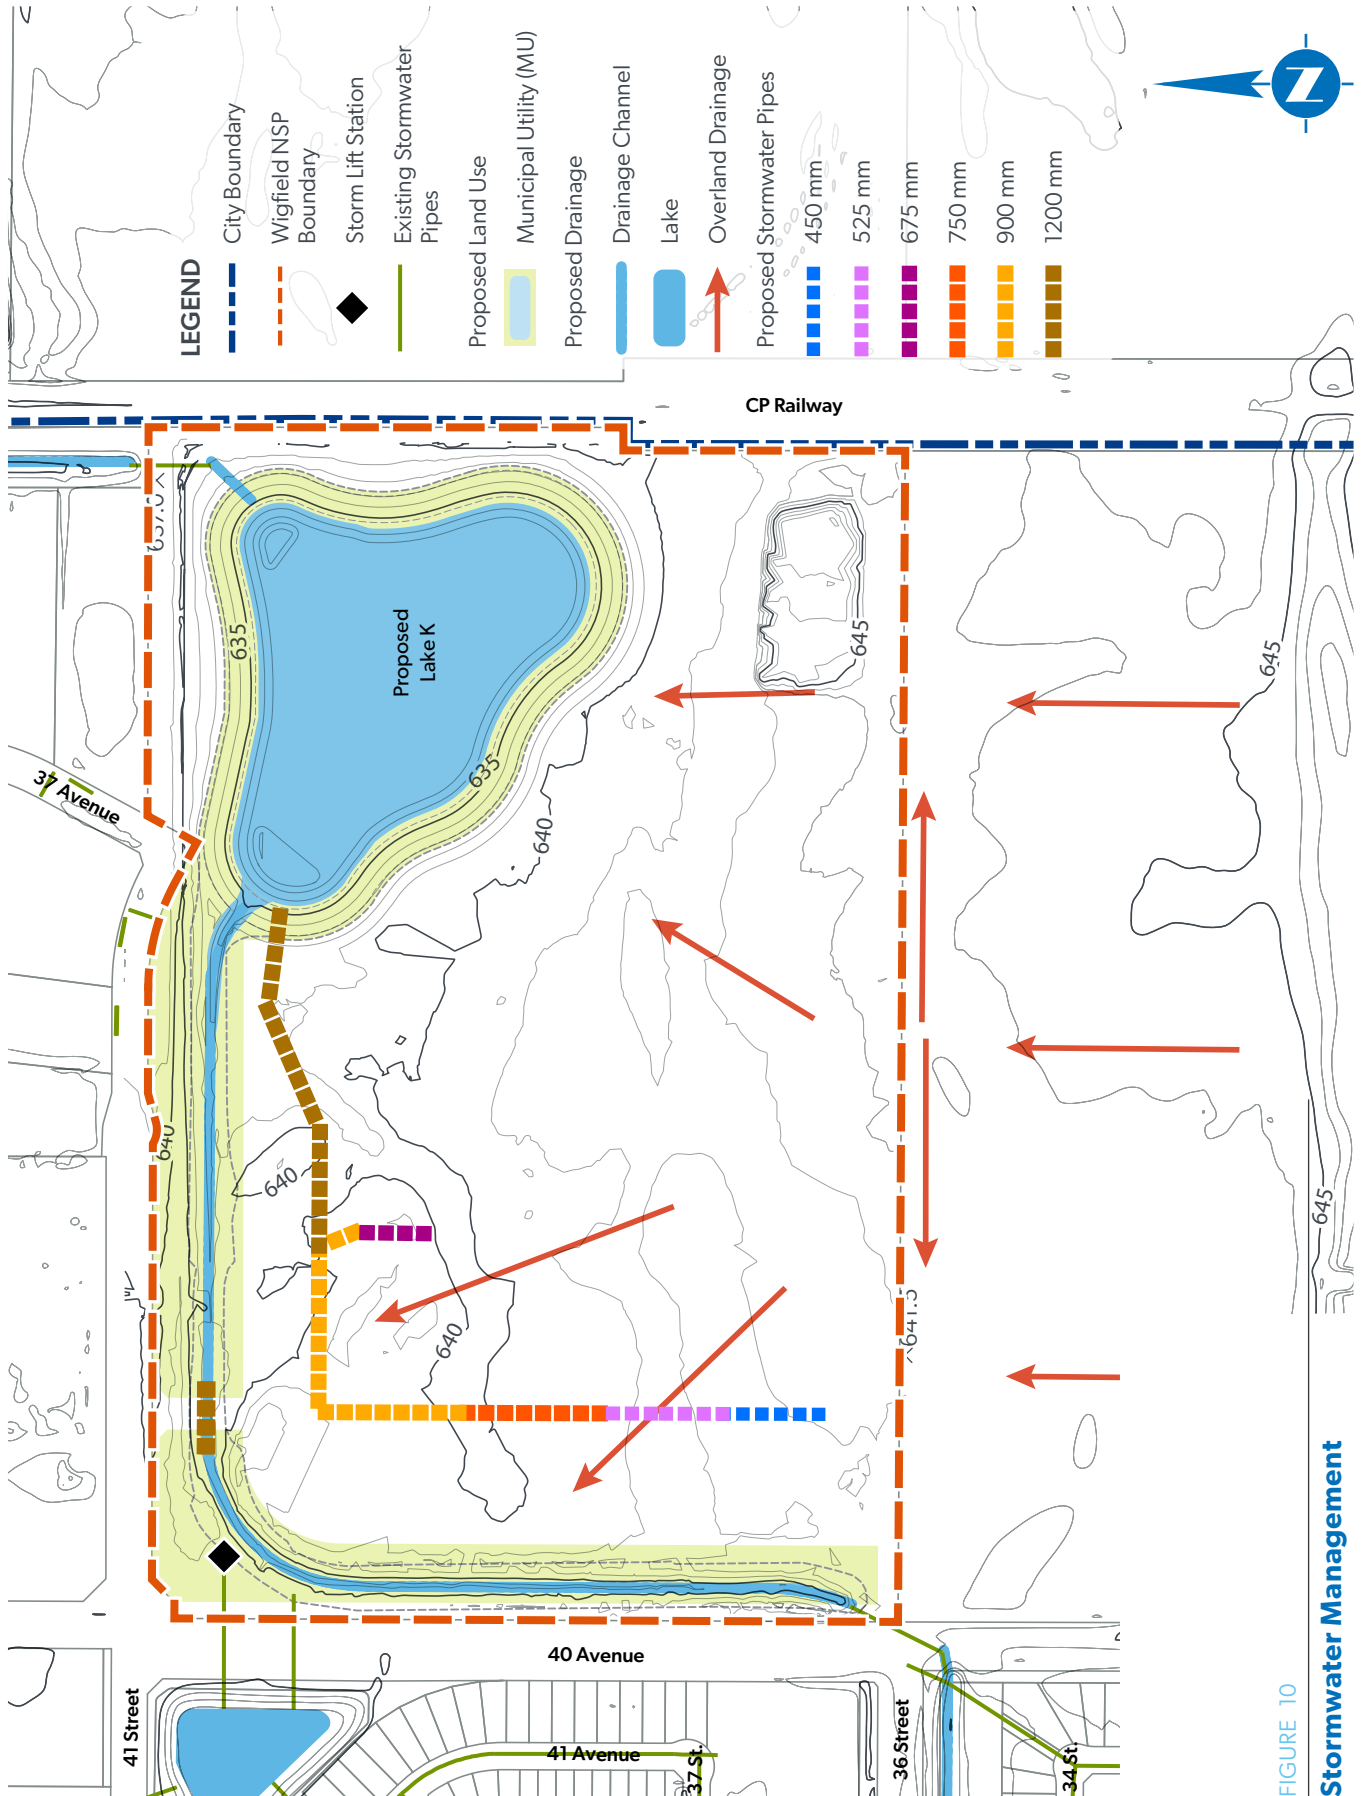 LEGEND
City Boundary
Wigfield NSP
Boundary
Storm Lift Station
Existing Stormwater
Pipes
Proposed Land Use
Municipal Utility (MU)
Proposed Drainage
Drainage Channel
Lake
Overland Drainage
Proposed Stormwater Pipes
450 mm
525 mm
675 mm
750 mm
900 mm
1200 mm
N
CP Railway
37 Avenue
635
Proposed
Lake K
635
640
645
645
640
640
640
641.5
645
40 Avenue
41 Street
41 Avenue
37 St.
36 Street
34 St.
FIGURE 10
Stormwater Management